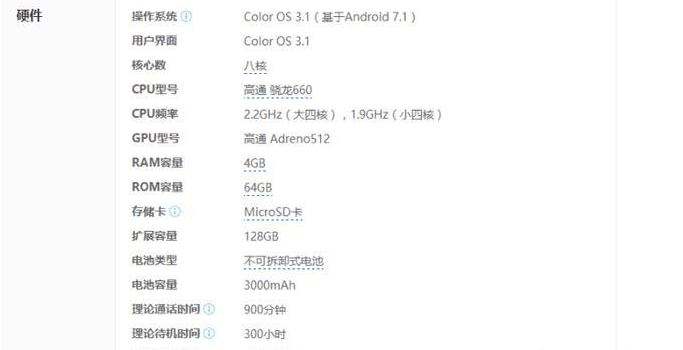 硬件
操作系统 Color OS 3.1（基于Android 7.1）
用户界面 Color OS 3.1
核心数 八核
CPU型号 高通 骁龙660
CPU频率 2.2GHz（大四核），1.9GHz（小四核）
GPU型号 高通 Adreno512
RAM容量 4GB
ROM容量 64GB
存储卡 MicroSD卡
扩展容量 128GB
电池类型 不可拆卸式电池
电池容量 3000mAh
理论通话时间 900分钟
理论待机时间 300小时